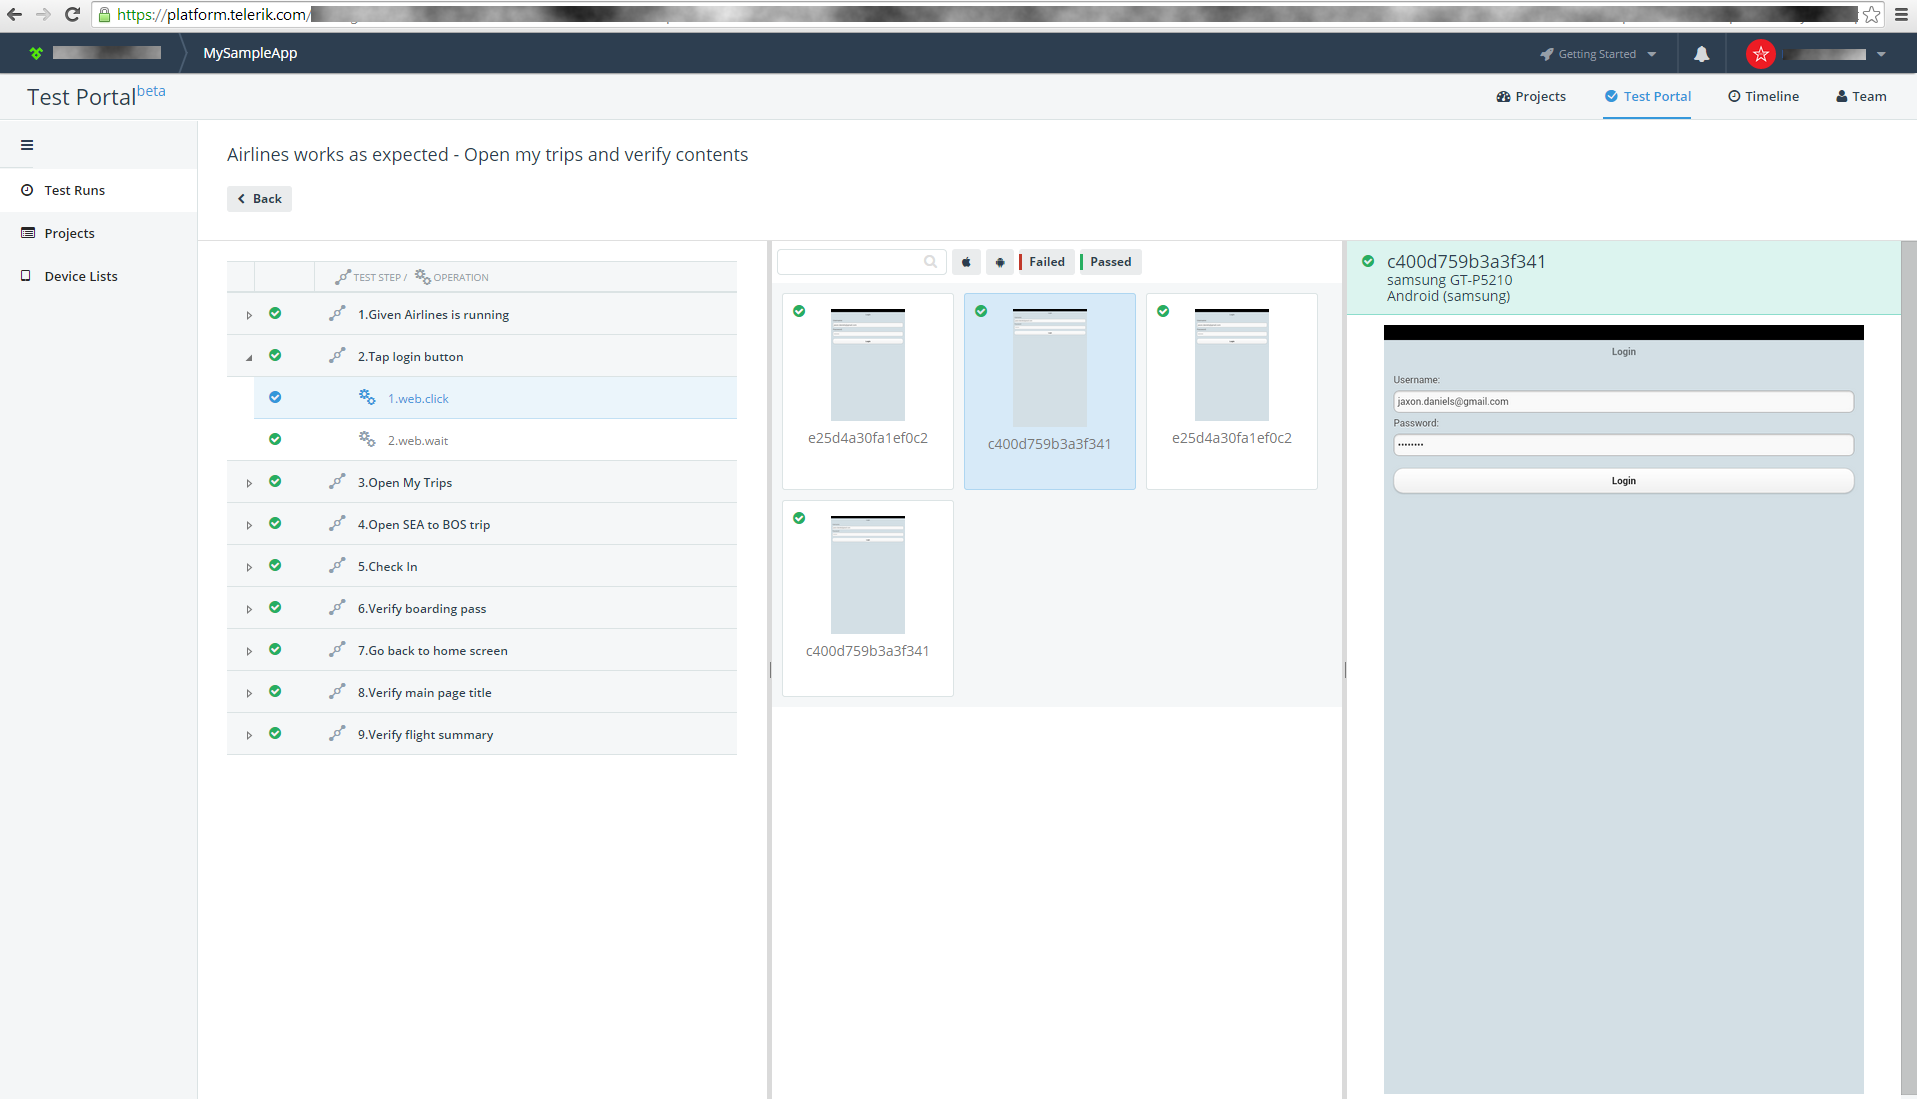 https://platform.telerik.com/
MySampleApp
Getting Started
Test Portal beta
Projects
Test Portal
Timeline
Team
Airlines works as expected - Open my trips and verify contents
Back
Test Runs
Projects
Device Lists
TEST STEP / OPERATION
1.Given Airlines is running
2.Tap login button
1.web.click
2.web.wait
3.Open My Trips
4.Open SEA to BOS trip
5.Check In
6.Verify boarding pass
7.Go back to home screen
8.Verify main page title
9.Verify flight summary
Failed
Passed
e25d4a30fa1ef0c2
c400d759b3a3f341
e25d4a30fa1ef0c2
c400d759b3a3f341
c400d759b3a3f341
samsung GT-P5210
Android (samsung)
Login
Username:
jaxon.daniels@gmail.com
Password:
••••••••
Login